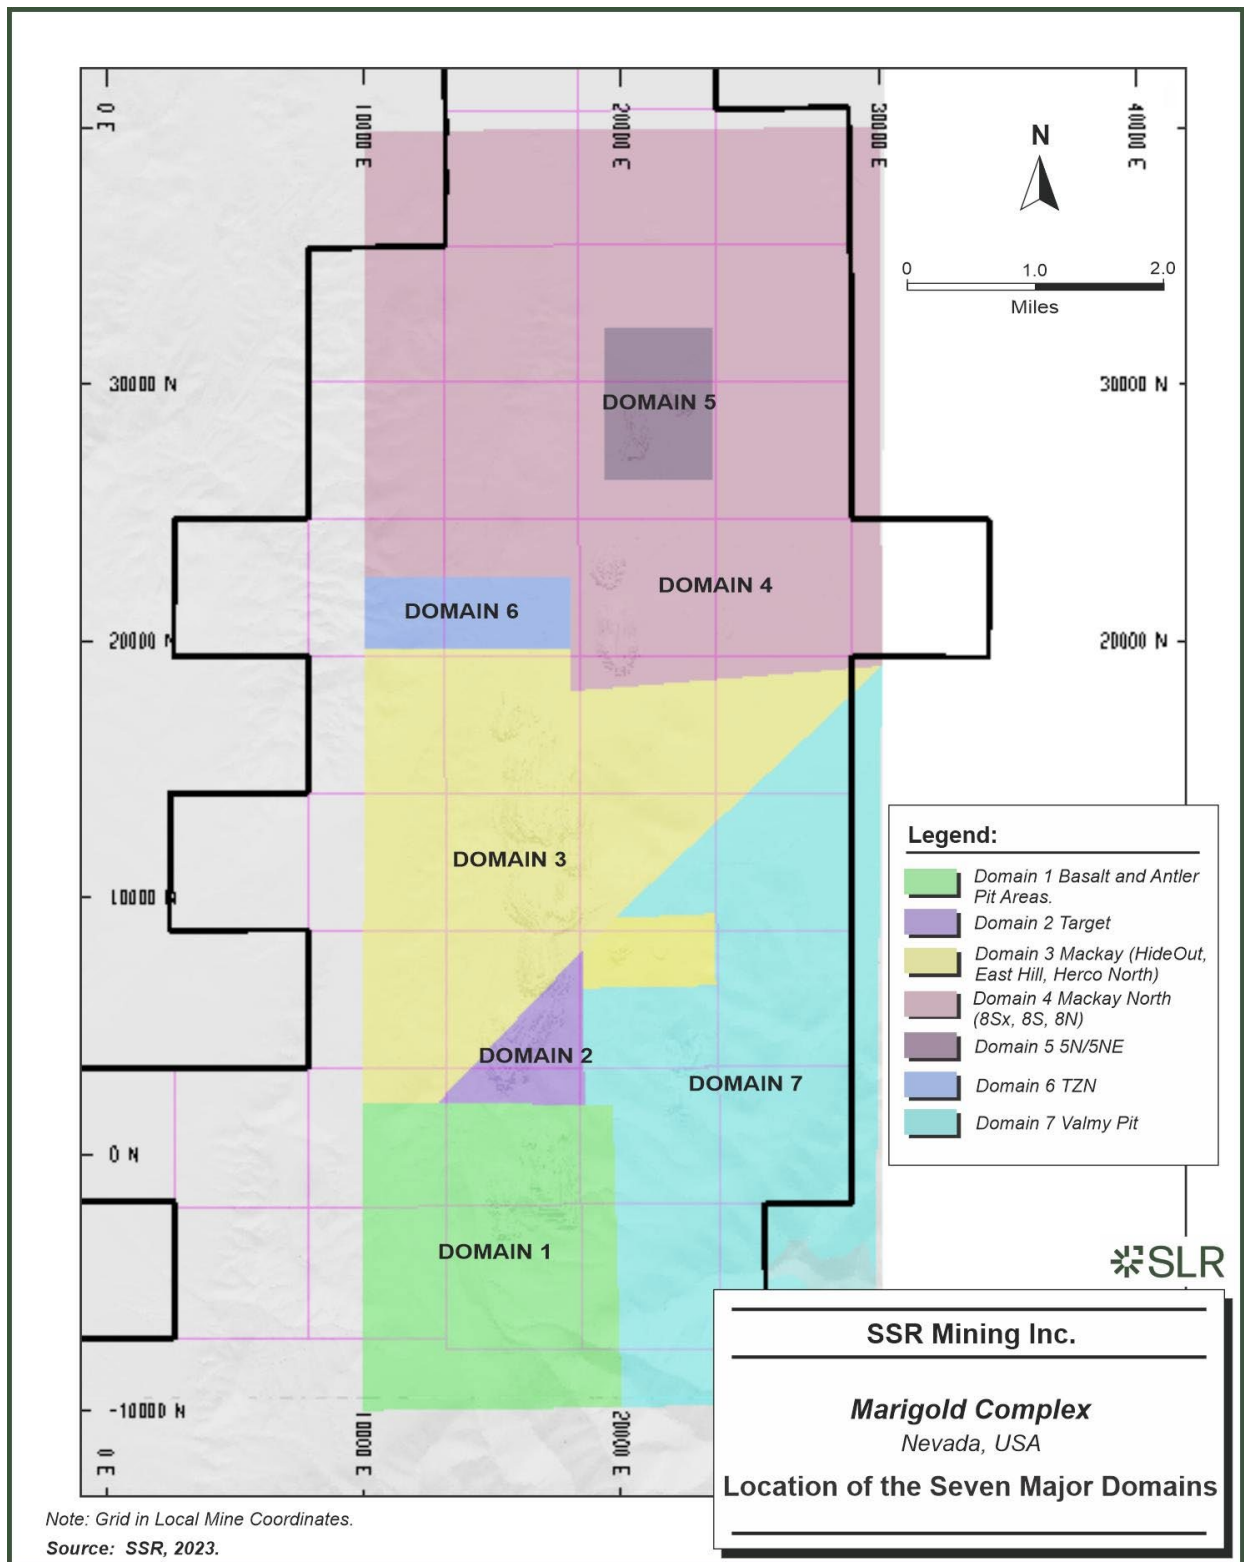 0 E
10000 E
20000 E
30000 E
40000 E
N
0 1.0 2.0
Miles
30000 N
30000 N
DOMAIN 5
DOMAIN 4
DOMAIN 6
20000 N
20000 N
DOMAIN 3
10000 N
Legend:
Domain 1 Basalt and Antler
Pit Areas.
Domain 2 Target
Domain 3 Mackay (HideOut,
East Hill, Herco North)
Domain 4 Mackay North
(8Sx, 8S, 8N)
Domain 5 5N/5NE
Domain 6 TZN
Domain 7 Valmy Pit
DOMAIN 2
DOMAIN 7
0 N
DOMAIN 1
SLR
-10000 N
0 E
10000 E
20000 E
SSR Mining Inc.
Marigold Complex
Nevada, USA
Location of the Seven Major Domains
Note: Grid in Local Mine Coordinates.
Source: SSR, 2023.